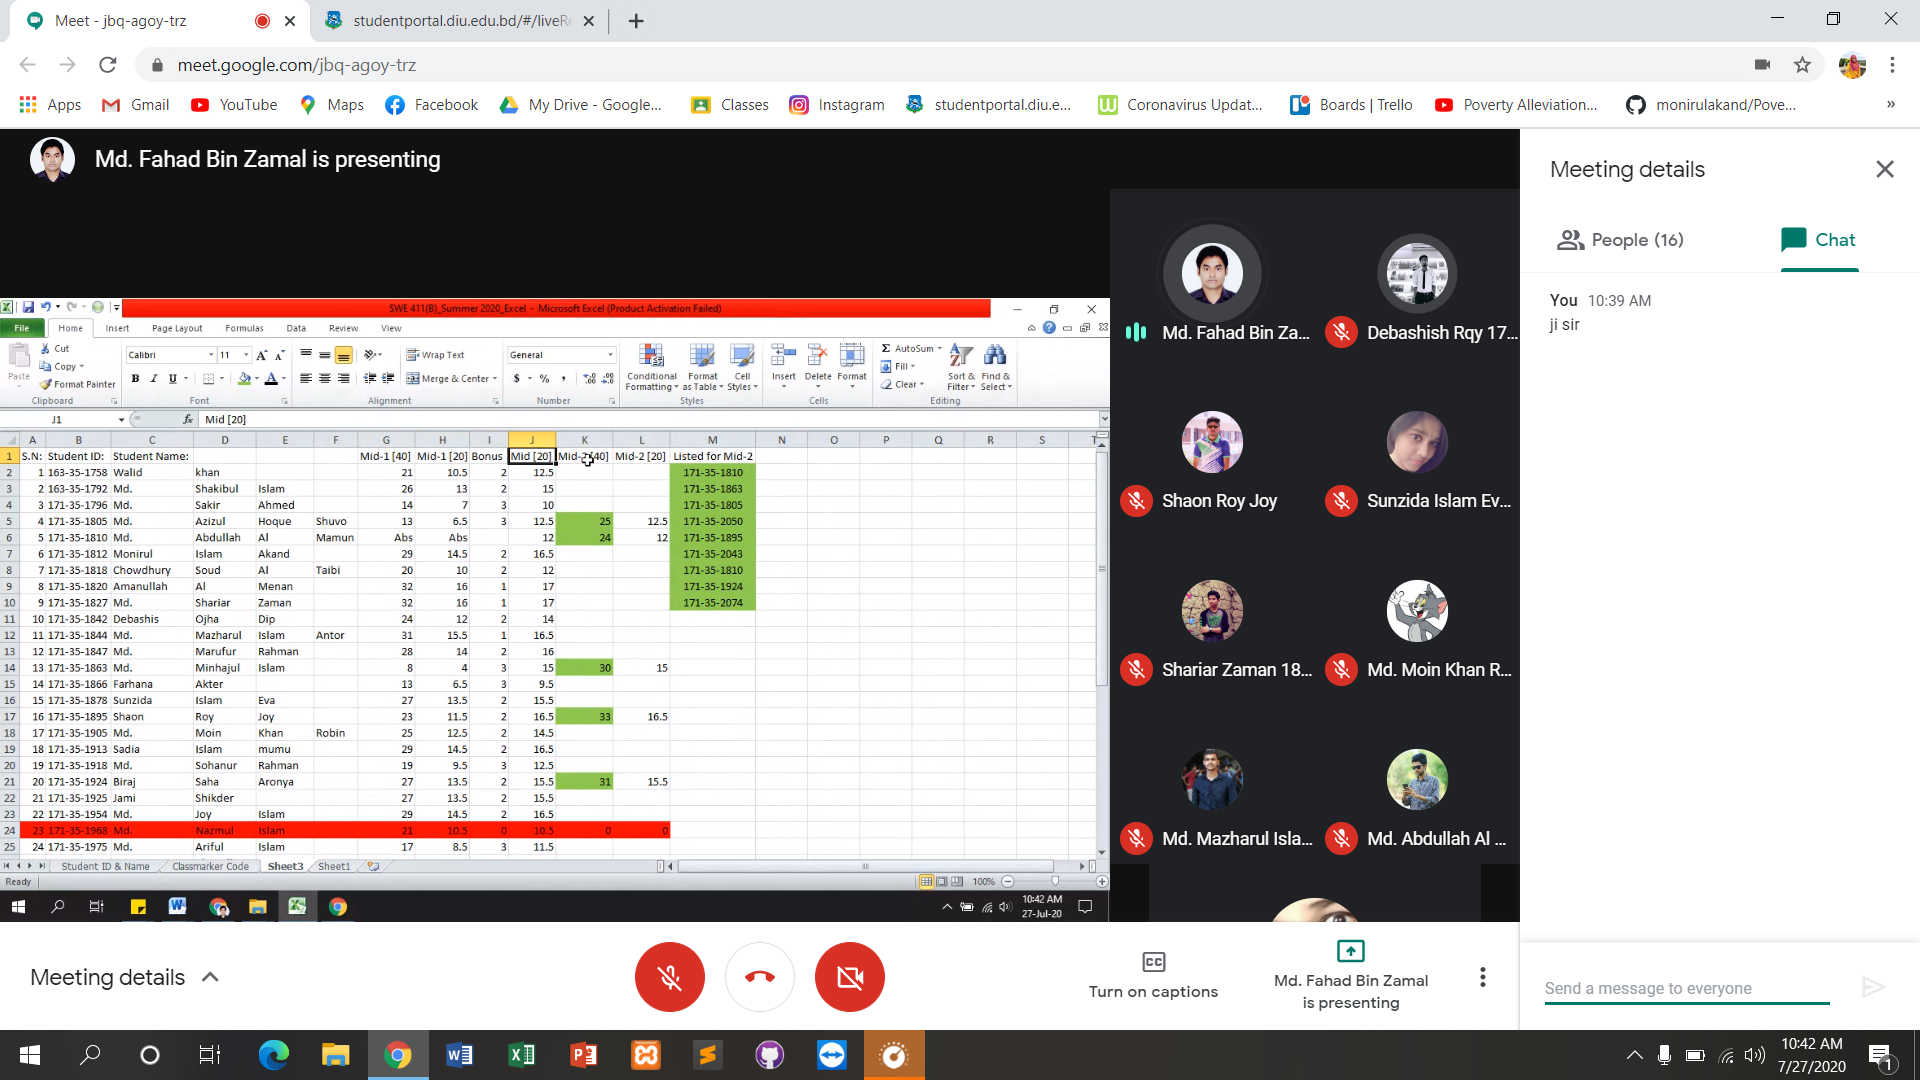 Meet - jbq-agoy-trz
studentportal.diu.edu.bd/#/liveRe
meet.google.com/jbq-agoy-trz
Apps Gmail YouTube Maps Facebook My Drive - Google... Classes Instagram studentportal.diu.e... Coronavirus Updat... Boards | Trello Poverty Alleviation... monirulakand/Pove... »
Md. Fahad Bin Zamal is presenting
SWE 411(B)_Summer 2020_Excel - Microsoft Excel (Product Activation Failed)
File Home Insert Page Layout Formulas Data Review View
Paste Cut Copy Format Painter
Calibri 11 B I U
Wrap Text Merge & Center
General $ % ,
Conditional Formatting Format as Table Cell Styles
Insert Delete Format
AutoSum Fill Clear Sort & Filter Find & Select
Clipboard Font Alignment Number Styles Cells Editing
J1 fx Mid [20]
A B C D E F G H I J K L M N O P Q R S T
1 S.N: Student ID: Student Name: Mid-1 [40] Mid-1 [20] Bonus Mid [20] Mid-2 [40] Mid-2 [20] Listed for Mid-2
2 1 163-35-1758 Walid khan 21 10.5 2 12.5 171-35-1810
3 2 163-35-1792 Md. Shakibul Islam 26 13 2 15 171-35-1863
4 3 171-35-1796 Md. Sakir Ahmed 14 7 3 10 171-35-1805
5 4 171-35-1805 Md. Azizul Hoque Shuvo 13 6.5 3 12.5 25 12.5 171-35-2050
6 5 171-35-1810 Md. Abdullah Al Mamun Abs Abs 12 24 12 171-35-1895
7 6 171-35-1812 Monirul Islam Akand 29 14.5 2 16.5 171-35-2043
8 7 171-35-1818 Chowdhury Soud Al Taibi 20 10 2 12 171-35-1810
9 8 171-35-1820 Amanullah Al Menan 32 16 1 17 171-35-1924
10 9 171-35-1827 Md. Shariar Zaman 32 16 1 17 171-35-2074
11 10 171-35-1842 Debashis Ojha Dip 24 12 2 14
12 11 171-35-1844 Md. Mazharul Islam Antor 31 15.5 1 16.5
13 12 171-35-1847 Md. Marufur Rahman 28 14 2 16
14 13 171-35-1863 Md. Minhajul Islam 8 4 3 15 30 15
15 14 171-35-1866 Farhana Akter 13 6.5 3 9.5
16 15 171-35-1878 Sunzida Islam Eva 27 13.5 2 15.5
17 16 171-35-1895 Shaon Roy Joy 23 11.5 2 16.5 33 16.5
18 17 171-35-1905 Md. Moin Khan Robin 25 12.5 2 14.5
19 18 171-35-1913 Sadia Islam mumu 29 14.5 2 16.5
20 19 171-35-1918 Md. Sohanur Rahman 19 9.5 3 12.5
21 20 171-35-1924 Biraj Saha Aronya 27 13.5 2 15.5 31 15.5
22 21 171-35-1925 Jami Shikder 27 13.5 2 15.5
23 22 171-35-1954 Md. Joy Islam 29 14.5 2 16.5
24 23 171-35-1968 Md. Nazmul Islam 21 10.5 0 10.5 0 0
25 24 171-35-1975 Md. Ariful Islam 17 8.5 3 11.5
Student ID & Name Classmarker Code Sheet3 Sheet1
Ready 100%
10:42 AM
27-Jul-20
Md. Fahad Bin Za... Debashish Rqy 17...
Shaon Roy Joy Sunzida Islam Ev...
Shariar Zaman 18... Md. Moin Khan R...
Md. Mazharul Isla... Md. Abdullah Al ...
Meeting details
People (16) Chat
You 10:39 AM
ji sir
Send a message to everyone
Meeting details
Turn on captions
Md. Fahad Bin Zamal
is presenting
10:42 AM
7/27/2020
1